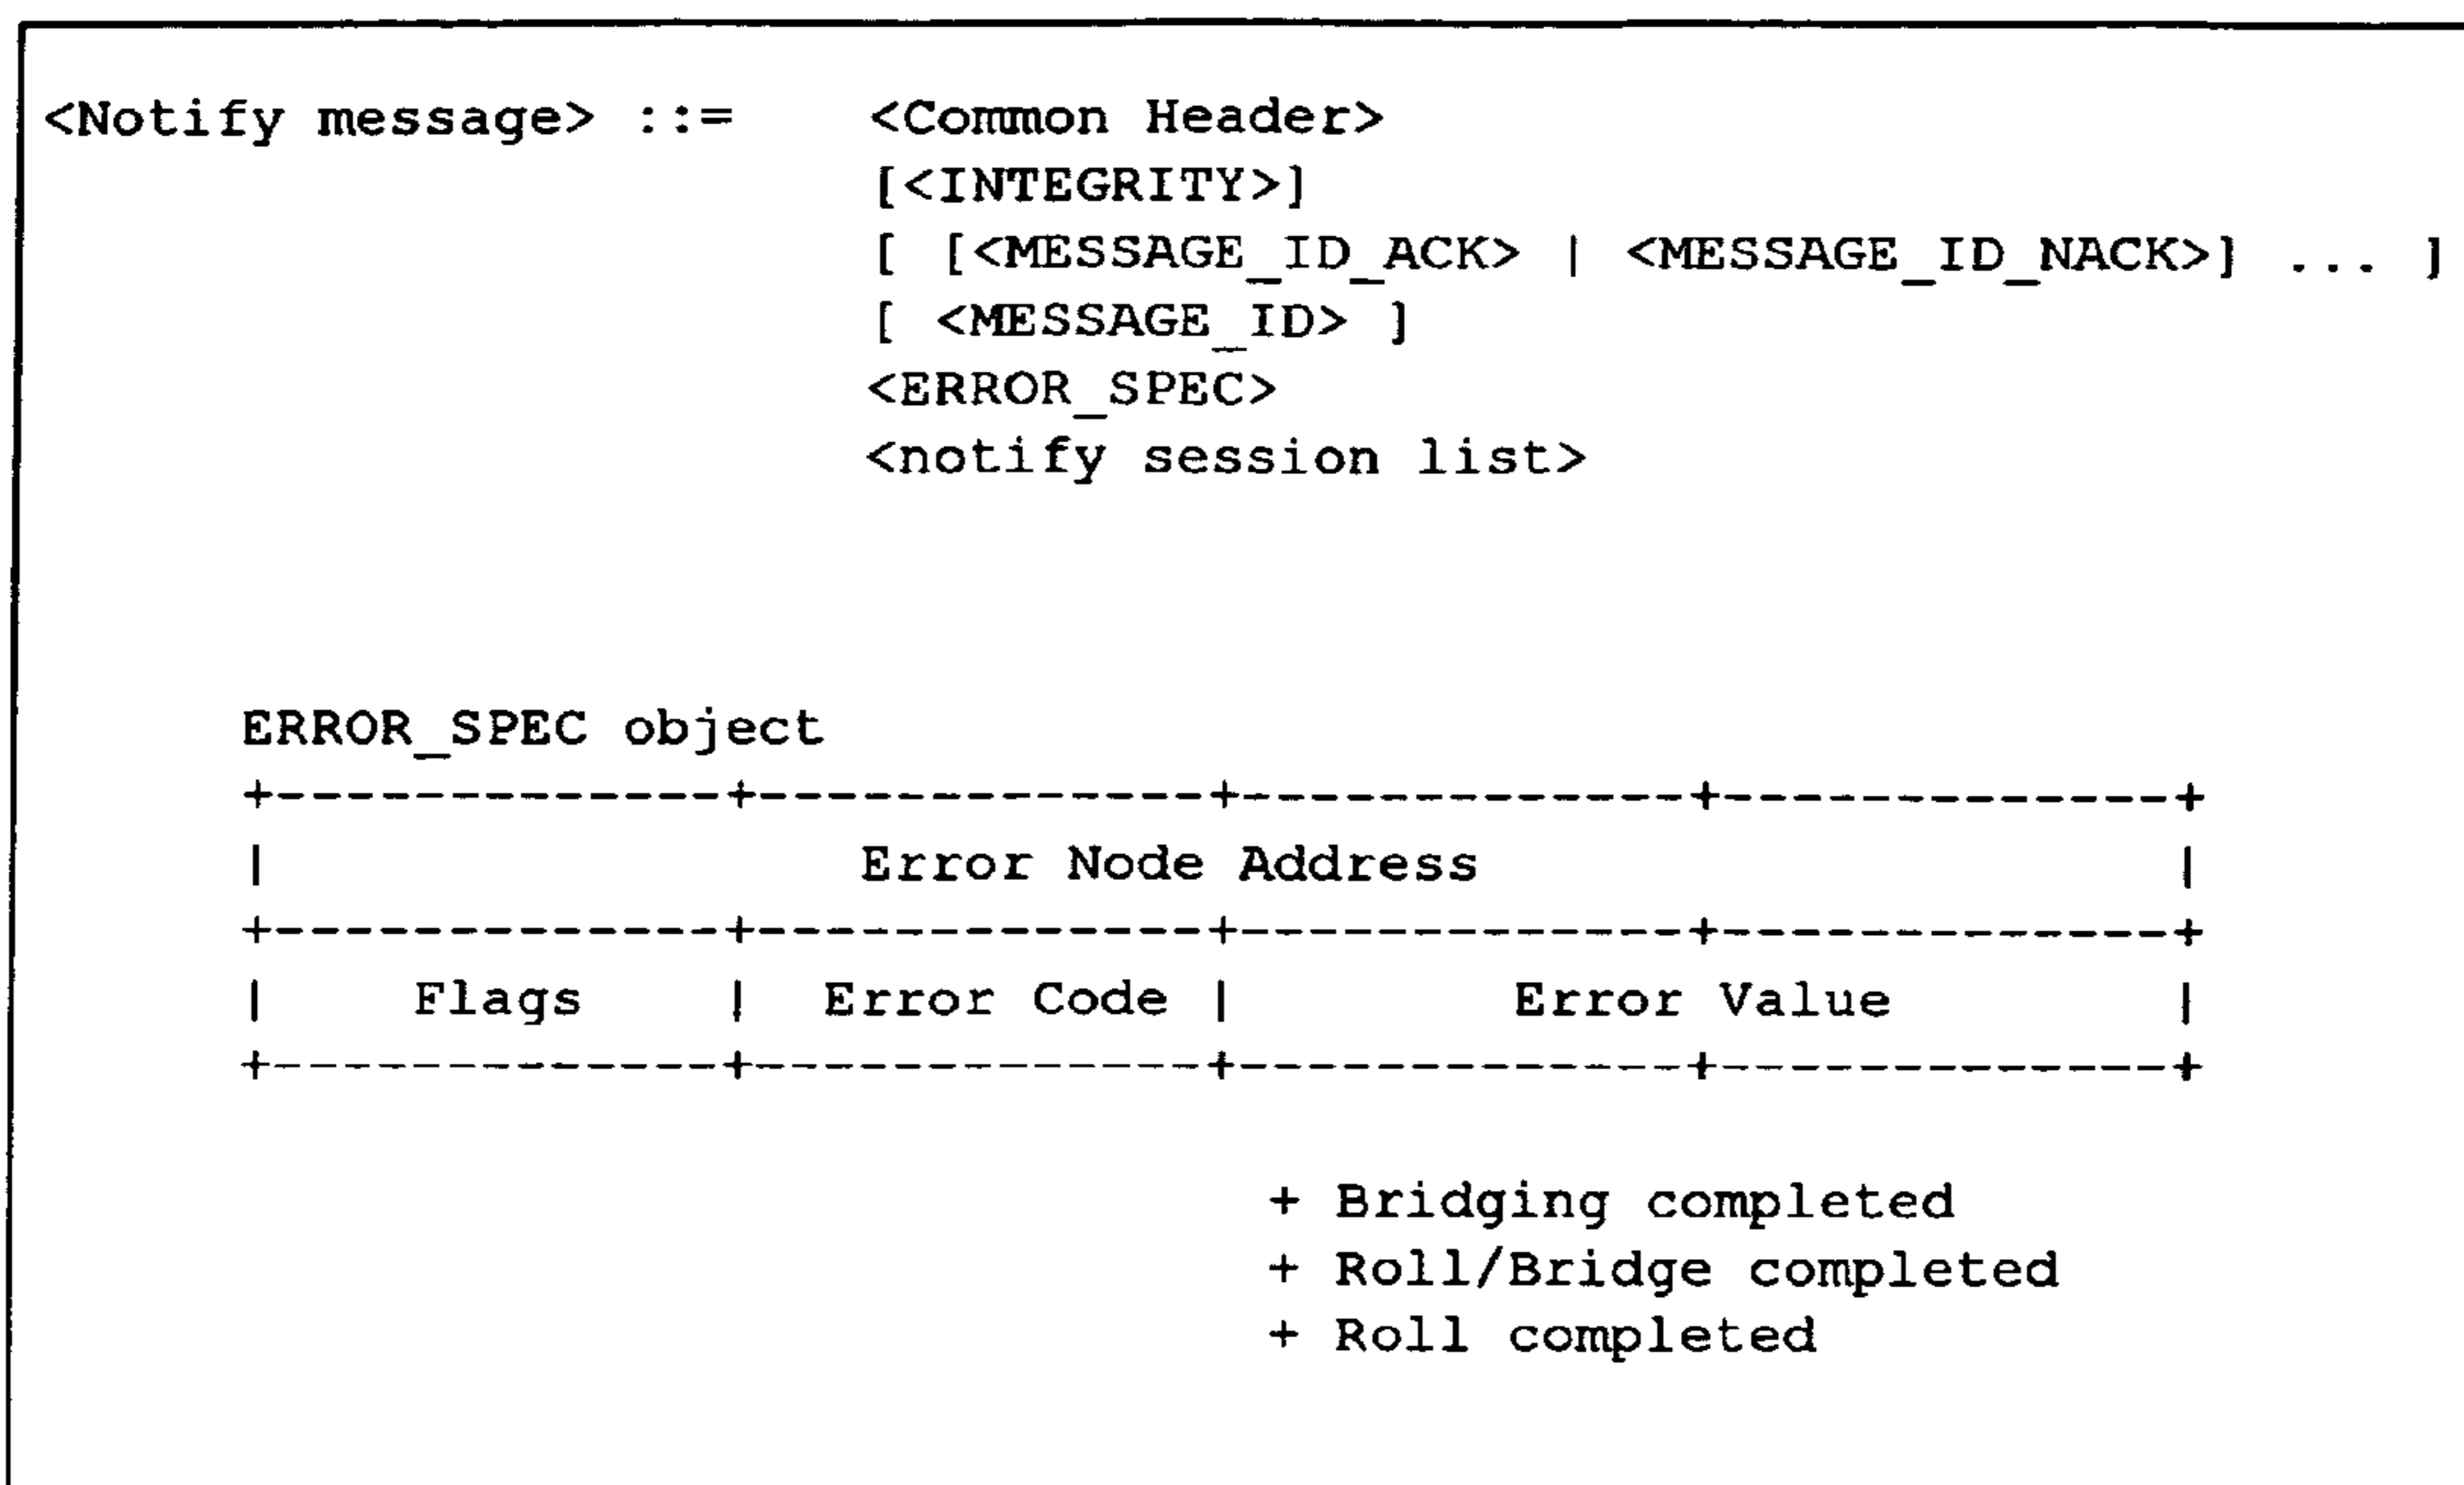 <Notify message> ::= <Common Header>
[<INTEGRITY>]
[ [<MESSAGE_ID_ACK> | <MESSAGE_ID_NACK>] ... ]
[ <MESSAGE_ID> ]
<ERROR_SPEC>
<notify session list>
ERROR_SPEC object
+--------------+--------------+--------------+--------------+
| Error Node Address |
+--------------+--------------+--------------+--------------+
| Flags | Error Code | Error Value |
+--------------+--------------+--------------+--------------+
+ Bridging completed
+ Roll/Bridge completed
+ Roll completed